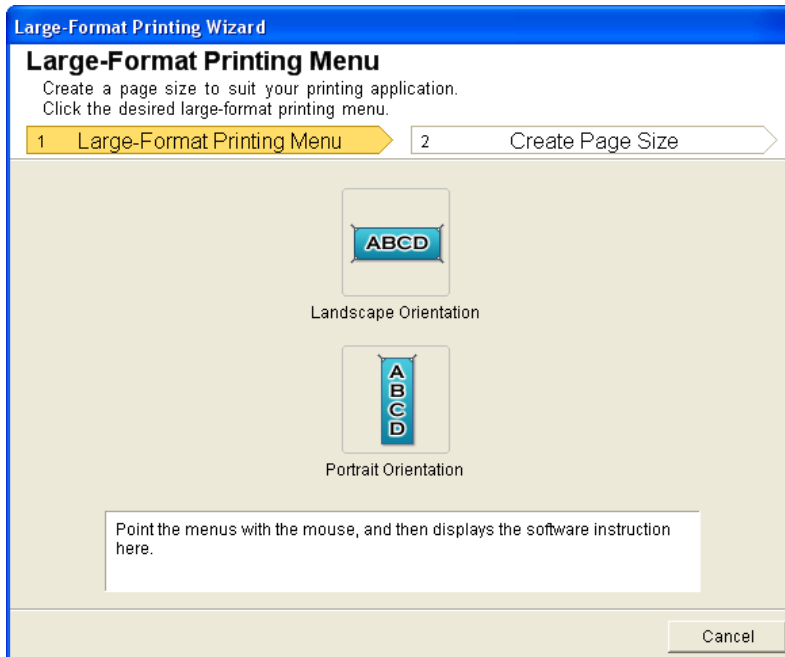 Large-Format Printing Wizard
Large-Format Printing Menu
Create a page size to suit your printing application.
Click the desired large-format printing menu.
1 Large-Format Printing Menu 2 Create Page Size
ABCD
Landscape Orientation
A
B
C
D
Portrait Orientation
Point the menus with the mouse, and then displays the software instruction
here.
Cancel